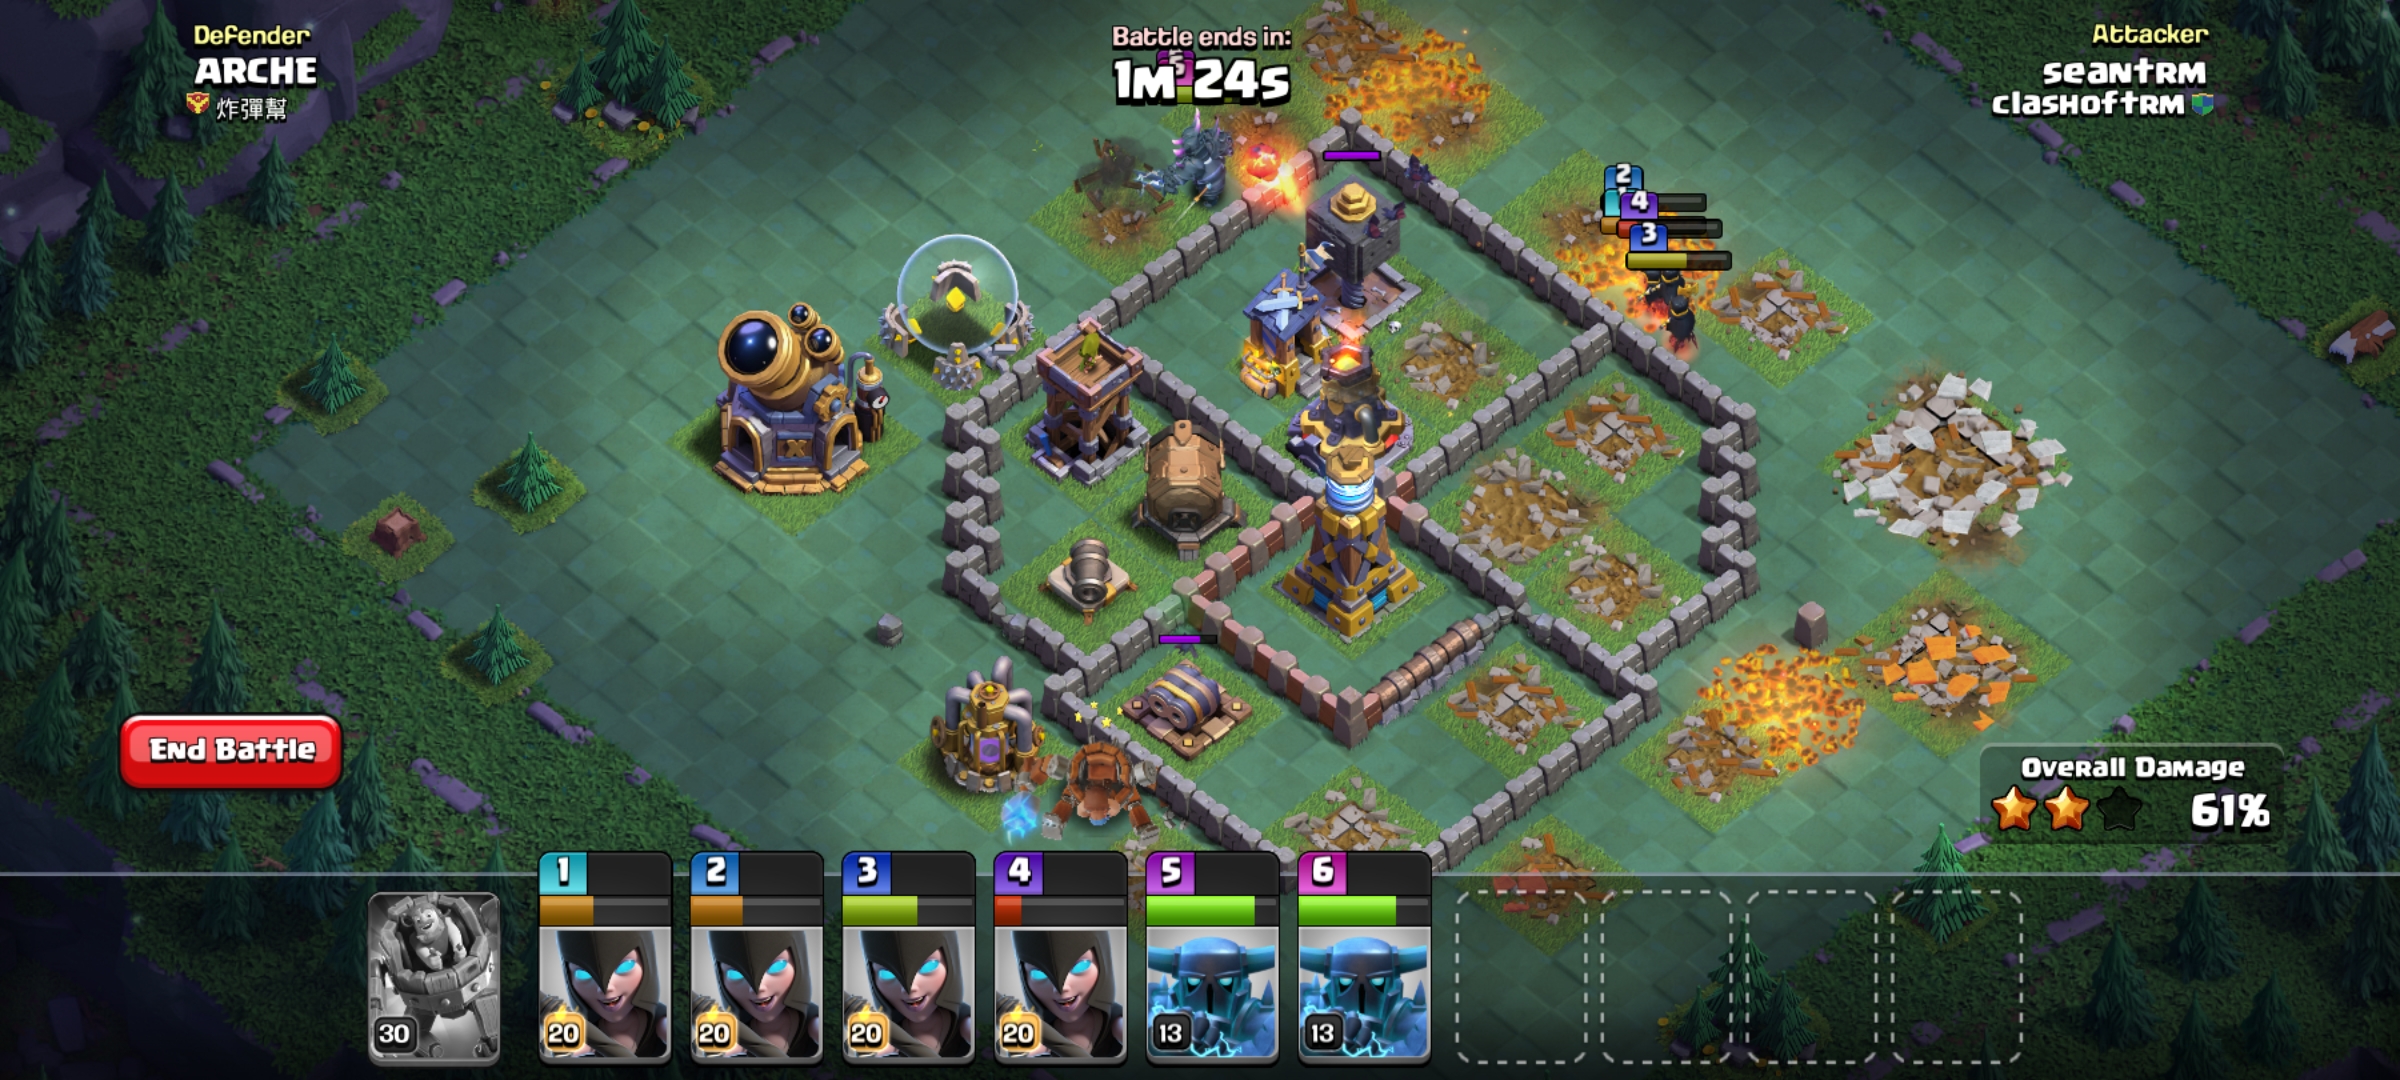 Defender
ARCHE
炸彈幫
Battle ends in:
1M 24s
5
Attacker
seantRM
clashoftRM
2
4
3
End Battle
Overall Damage
61%
1
2
3
4
5
6
30
20
20
20
20
13
13